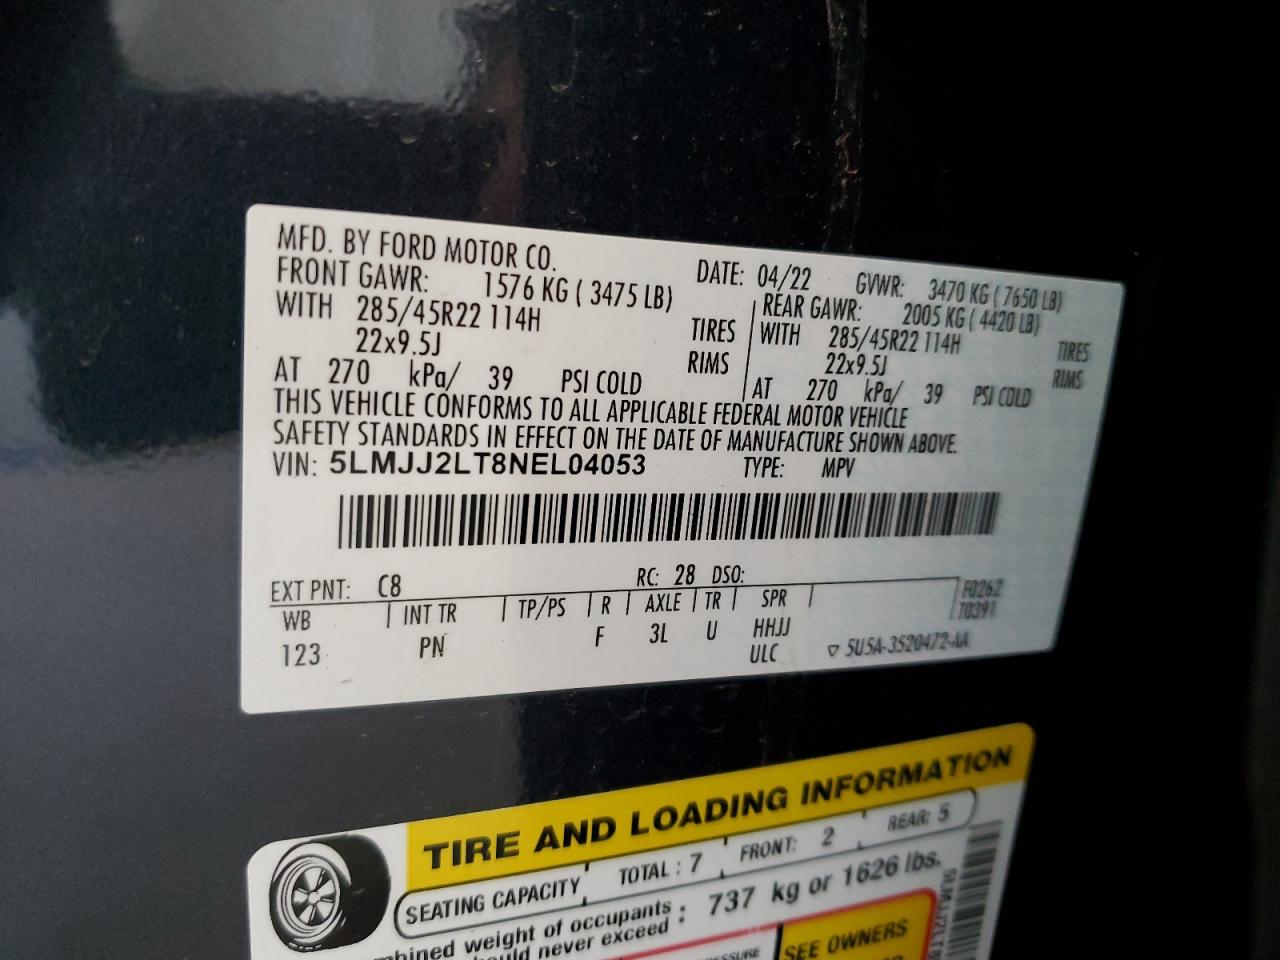 MFD. BY FORD MOTOR CO.
DATE: 04/22 GVWR: 3470 KG ( 7650 LB)
FRONT GAWR: 1576 KG ( 3475 LB) REAR GAWR: 2005 KG ( 4420 LB)
WITH 285/45R22 114H TIRES WITH 285/45R22 114H TIRES
22x9.5J RIMS 22x9.5J RIMS
AT 270 kPa/ 39 PSI COLD AT 270 kPa/ 39 PSI COLD
THIS VEHICLE CONFORMS TO ALL APPLICABLE FEDERAL MOTOR VEHICLE
SAFETY STANDARDS IN EFFECT ON THE DATE OF MANUFACTURE SHOWN ABOVE.
VIN: 5LMJJ2LT8NEL04053 TYPE: MPV
EXT PNT: C8 RC: 28 DSO:
WB INT TR TP/PS R AXLE TR SPR F0262
T0391
123 PN F 3L U HHJJ
ULC ▽ 5U5A-3520472-AA
TIRE AND LOADING INFORMATION
SEATING CAPACITY TOTAL : 7 FRONT: 2 REAR: 5
weight of occupants : 737 kg or 1626 lbs.
never exceed :
SEE OWNERS